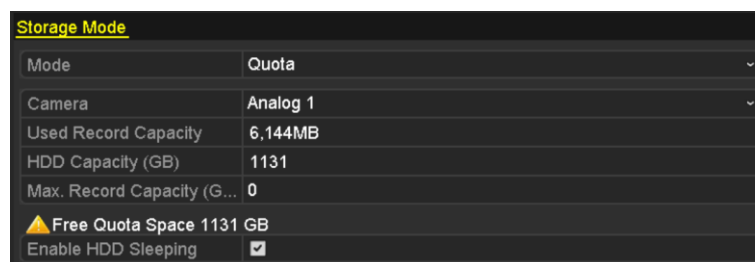 Storage Mode
Mode Quota
Camera Analog 1
Used Record Capacity 6,144MB
HDD Capacity (GB) 1131
Max. Record Capacity (G... 0
Free Quota Space 1131 GB
Enable HDD Sleeping